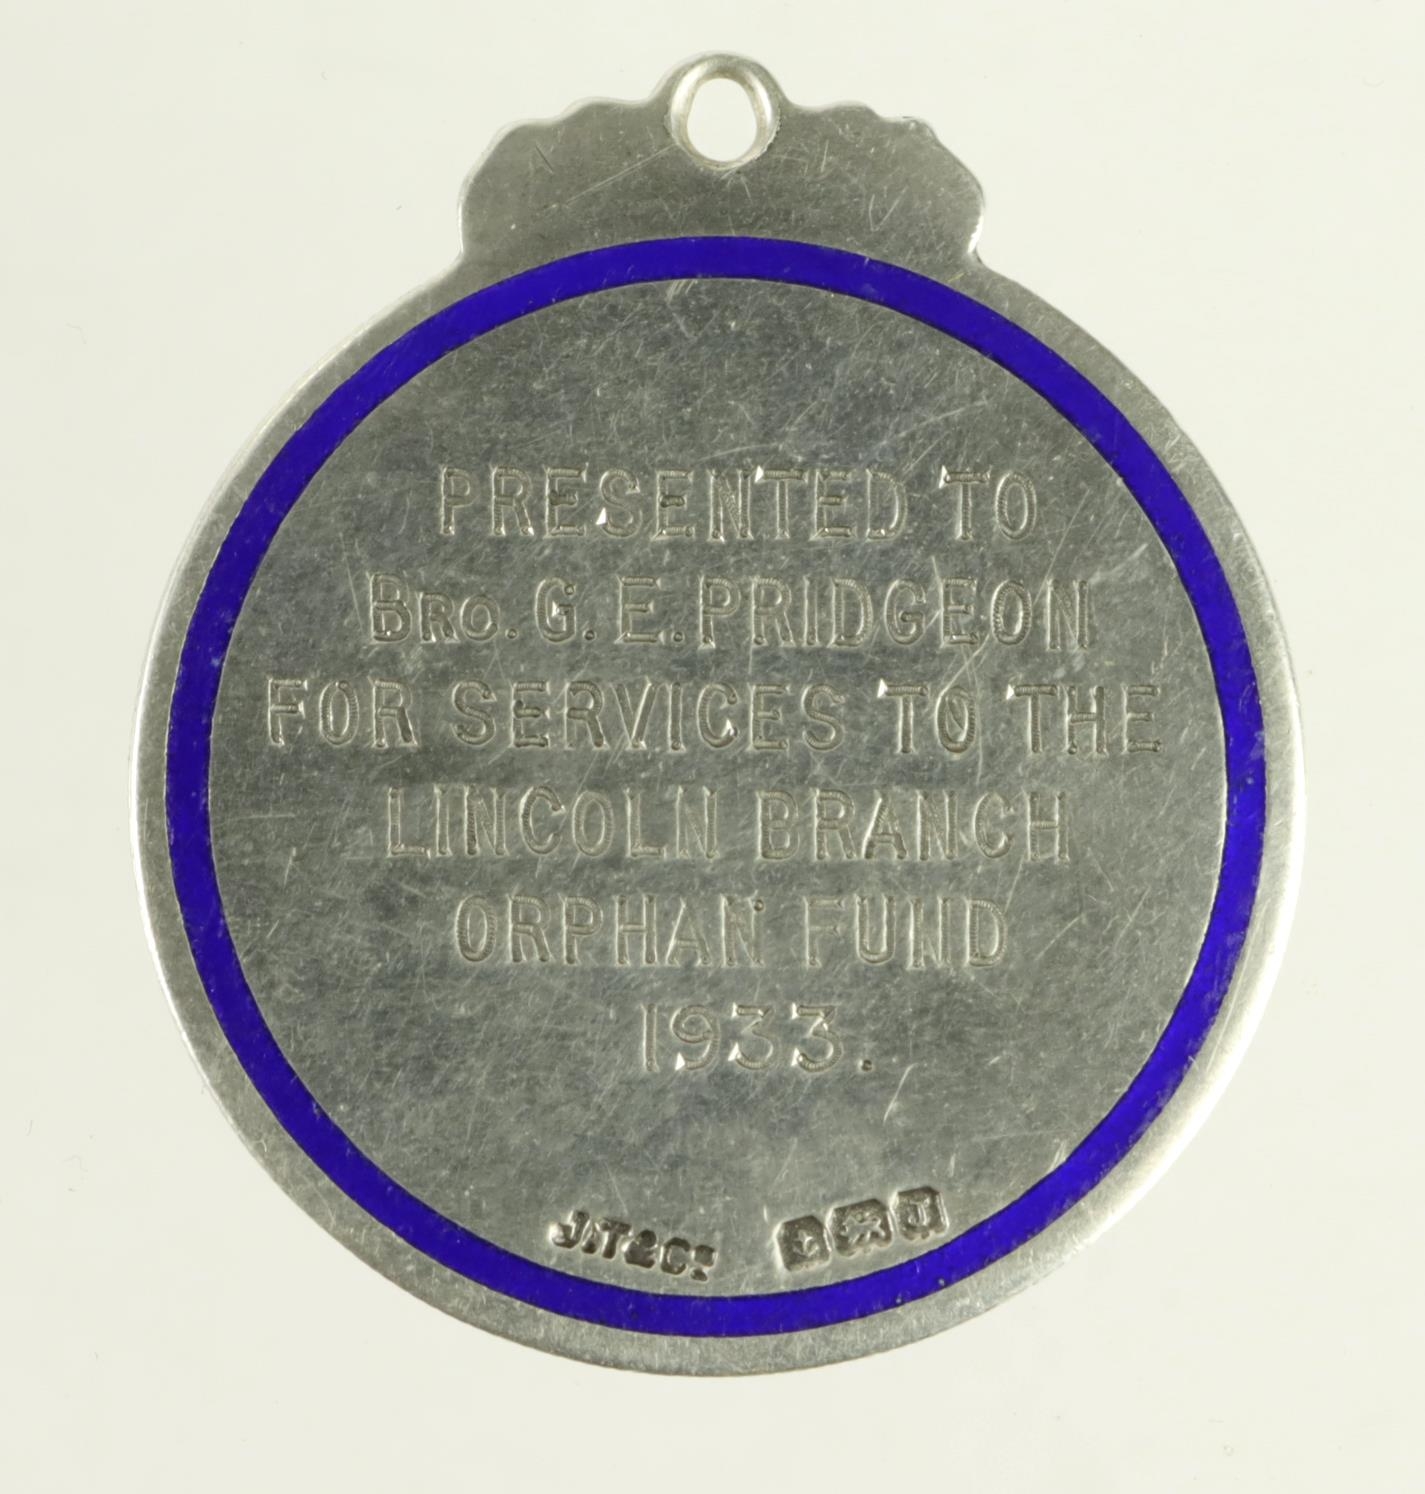 PRESENTED TO
BRO. G. E. PRIDGEON
FOR SERVICES TO THE
LINCOLN BRANCH
ORPHAN FUND
1933.
J.T&Co